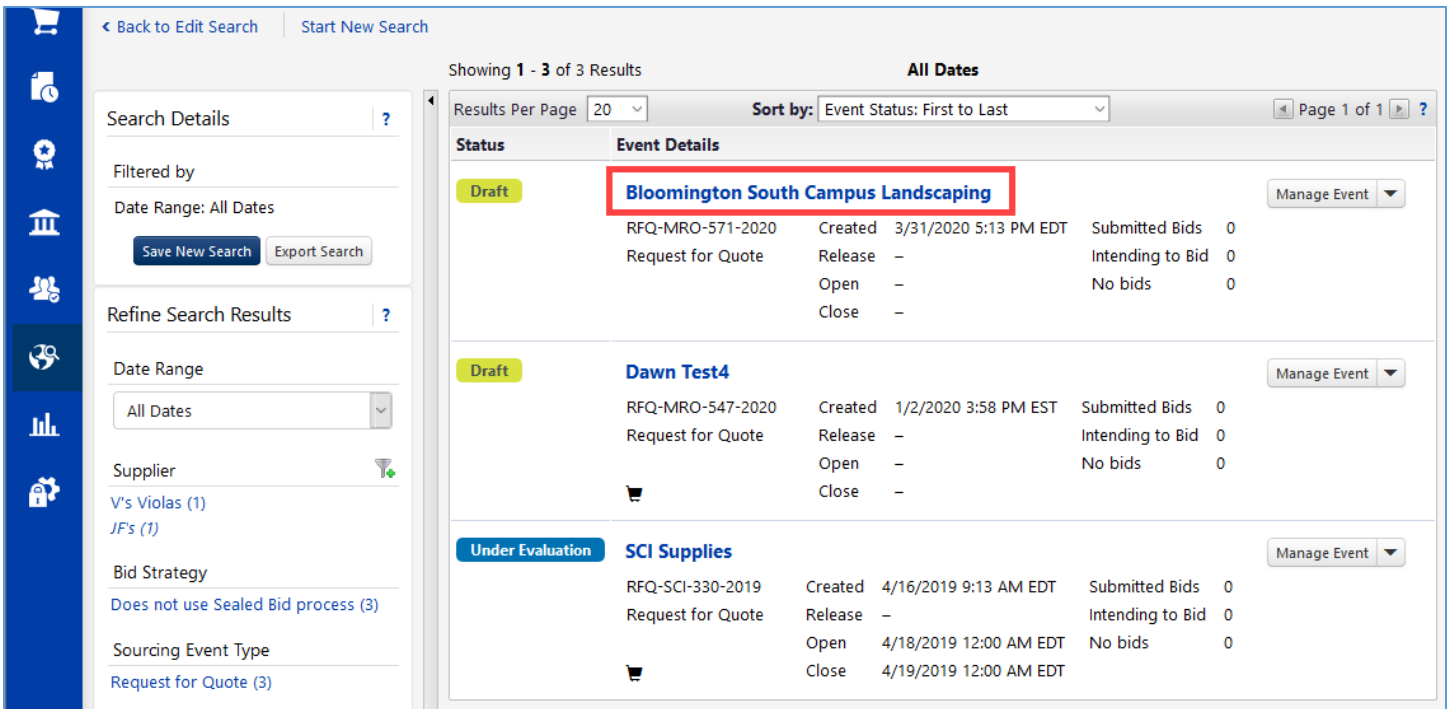 Back to Edit Search Start New Search
Showing 1 - 3 of 3 Results All Dates
Search Details ?
Filtered by
Date Range: All Dates
Save New Search Export Search
Refine Search Results ?
Date Range
All Dates
Supplier
V's Violas (1)
JF's (1)
Bid Strategy
Does not use Sealed Bid process (3)
Sourcing Event Type
Request for Quote (3)
Results Per Page 20 Sort by: Event Status: First to Last Page 1 of 1 ?
Status Event Details
Draft Bloomington South Campus Landscaping Manage Event
RFQ-MRO-571-2020 Created 3/31/2020 5:13 PM EDT Submitted Bids 0
Request for Quote Release – Intending to Bid 0
Open – No bids 0
Close –
Draft Dawn Test4 Manage Event
RFQ-MRO-547-2020 Created 1/2/2020 3:58 PM EST Submitted Bids 0
Request for Quote Release – Intending to Bid 0
Open – No bids 0
Close –
Under Evaluation SCI Supplies Manage Event
RFQ-SCI-330-2019 Created 4/16/2019 9:13 AM EDT Submitted Bids 0
Request for Quote Release – Intending to Bid 0
Open 4/18/2019 12:00 AM EDT No bids 0
Close 4/19/2019 12:00 AM EDT